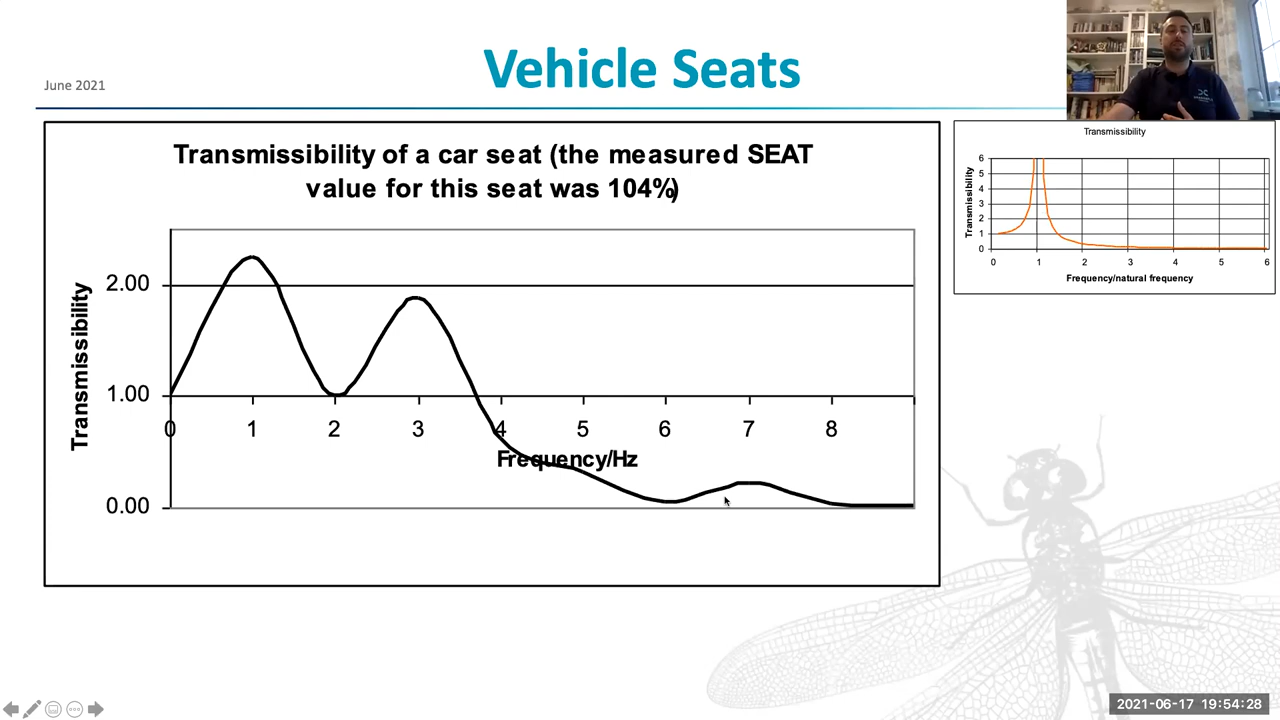 Vehicle Seats
June 2021
Transmissibility of a car seat (the measured SEAT
value for this seat was 104%)
Transmissibility
2.00
1.00
0.00
0 1 2 3 4 5 6 7 8
Frequency/Hz
Transmissibility
Transmissibility
6
5
4
3
2
1
0
0 1 2 3 4 5 6
Frequency/natural frequency
2021-06-17 19:54:28